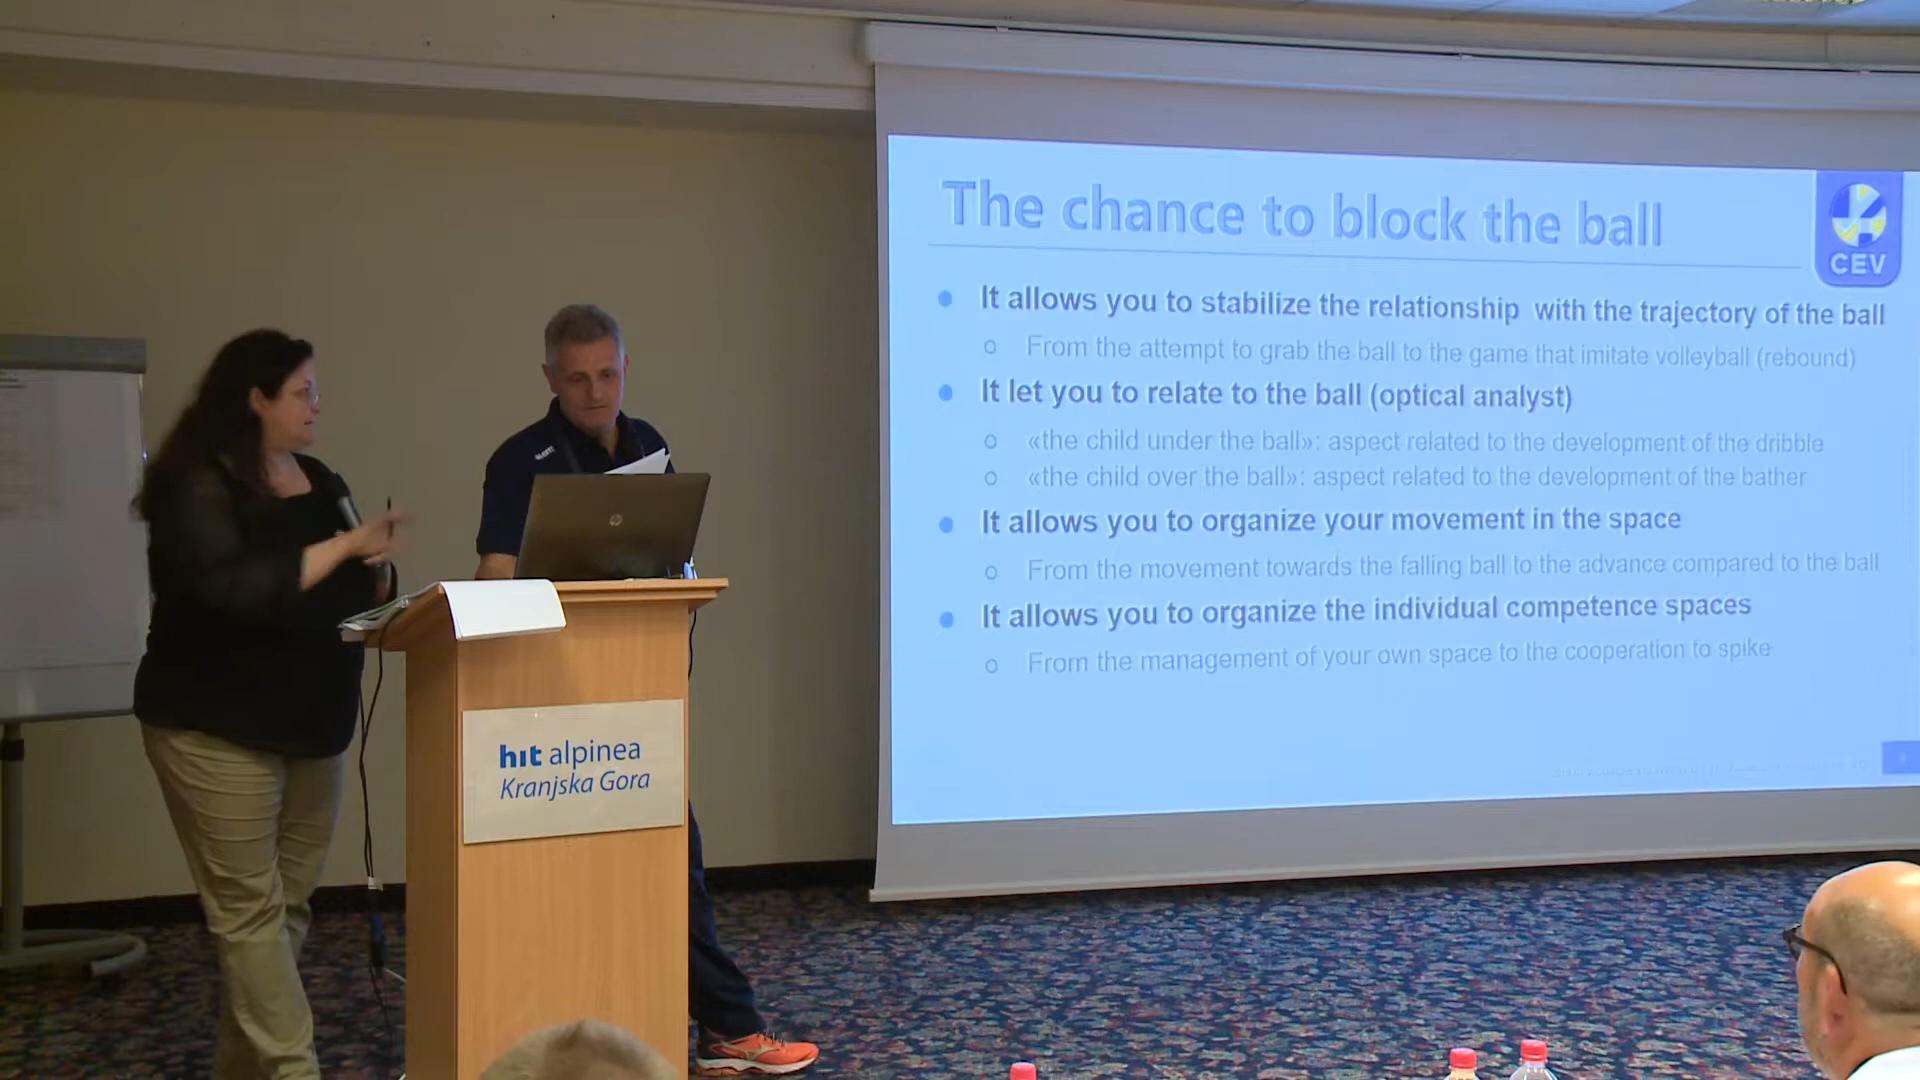 The chance to block the ball
CEV
It allows you to stabilize the relationship with the trajectory of the ball
From the attempt to grab the ball to the game that imitate volleyball (rebound)
It let you to relate to the ball (optical analyst)
«the child under the ball»: aspect related to the development of the dribble
«the child over the ball»: aspect related to the development of the bather
It allows you to organize your movement in the space
From the movement towards the falling ball to the advance compared to the ball
It allows you to organize the individual competence spaces
From the management of your own space to the cooperation to spike
hp
hit alpinea
Kranjska Gora